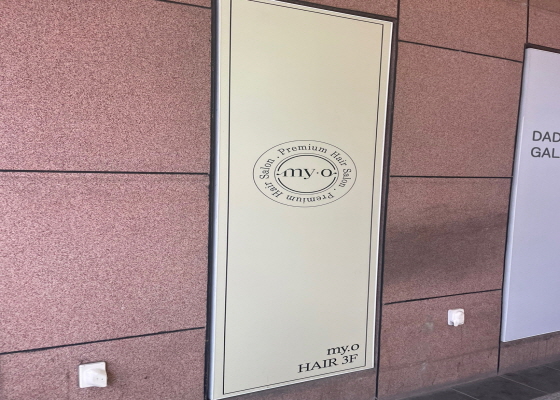 Premium Hair Salon . Premium Hair Salon .
my·o
my.o
HAIR 3F
DAD
GAL